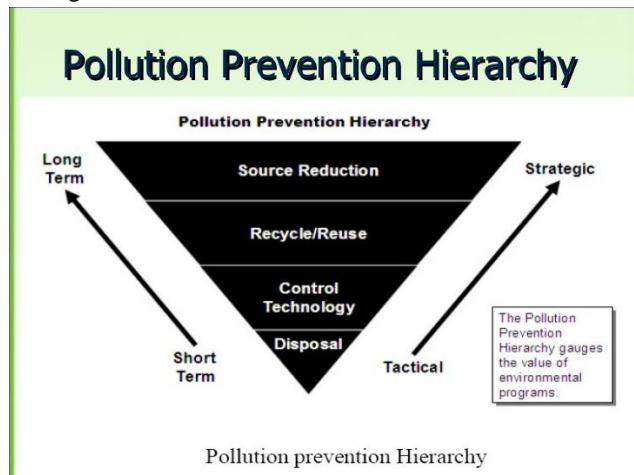 Pollution Prevention Hierarchy
Pollution Prevention Hierarchy
Long
Term
Source Reduction
Strategic
Recycle/Reuse
Control
Technology
Disposal
Short
Term
Tactical
The Pollution
Prevention
Hierarchy gauges
the value of
environmental
programs.
Pollution prevention Hierarchy